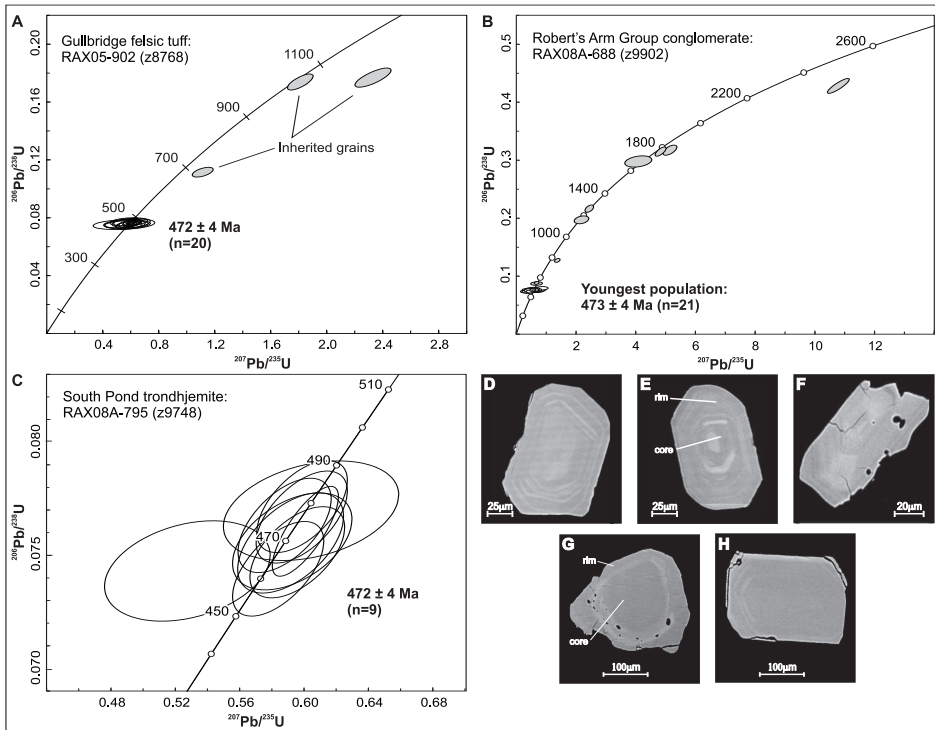 A
Gullbridge felsic tuff:
RAX05-902 (z8768)
0.20
0.16
0.12
0.08
0.04
206Pb/238U
300
500
700
900
1100
Inherited grains
472 ± 4 Ma
(n=20)
0.4 1.0 1.6 2.2 2.8
207Pb/235U
B
Robert's Arm Group conglomerate:
RAX08A-688 (z9902)
0.5
0.4
0.3
0.2
0.1
0.0
206Pb/238U
1000
1400
1800
2200
2600
Youngest population:
473 ± 4 Ma (n=21)
2 4 6 8 10 12
207Pb/235U
C
South Pond trondhjemite:
RAX08A-795 (z9748)
0.080
0.075
0.070
206Pb/238U
510
490
470
450
472 ± 4 Ma
(n=9)
0.48 0.52 0.56 0.60 0.64 0.68
207Pb/235U
D
25µm
E
rim
core
25µm
F
20µm
G
rim
core
100µm
H
100µm